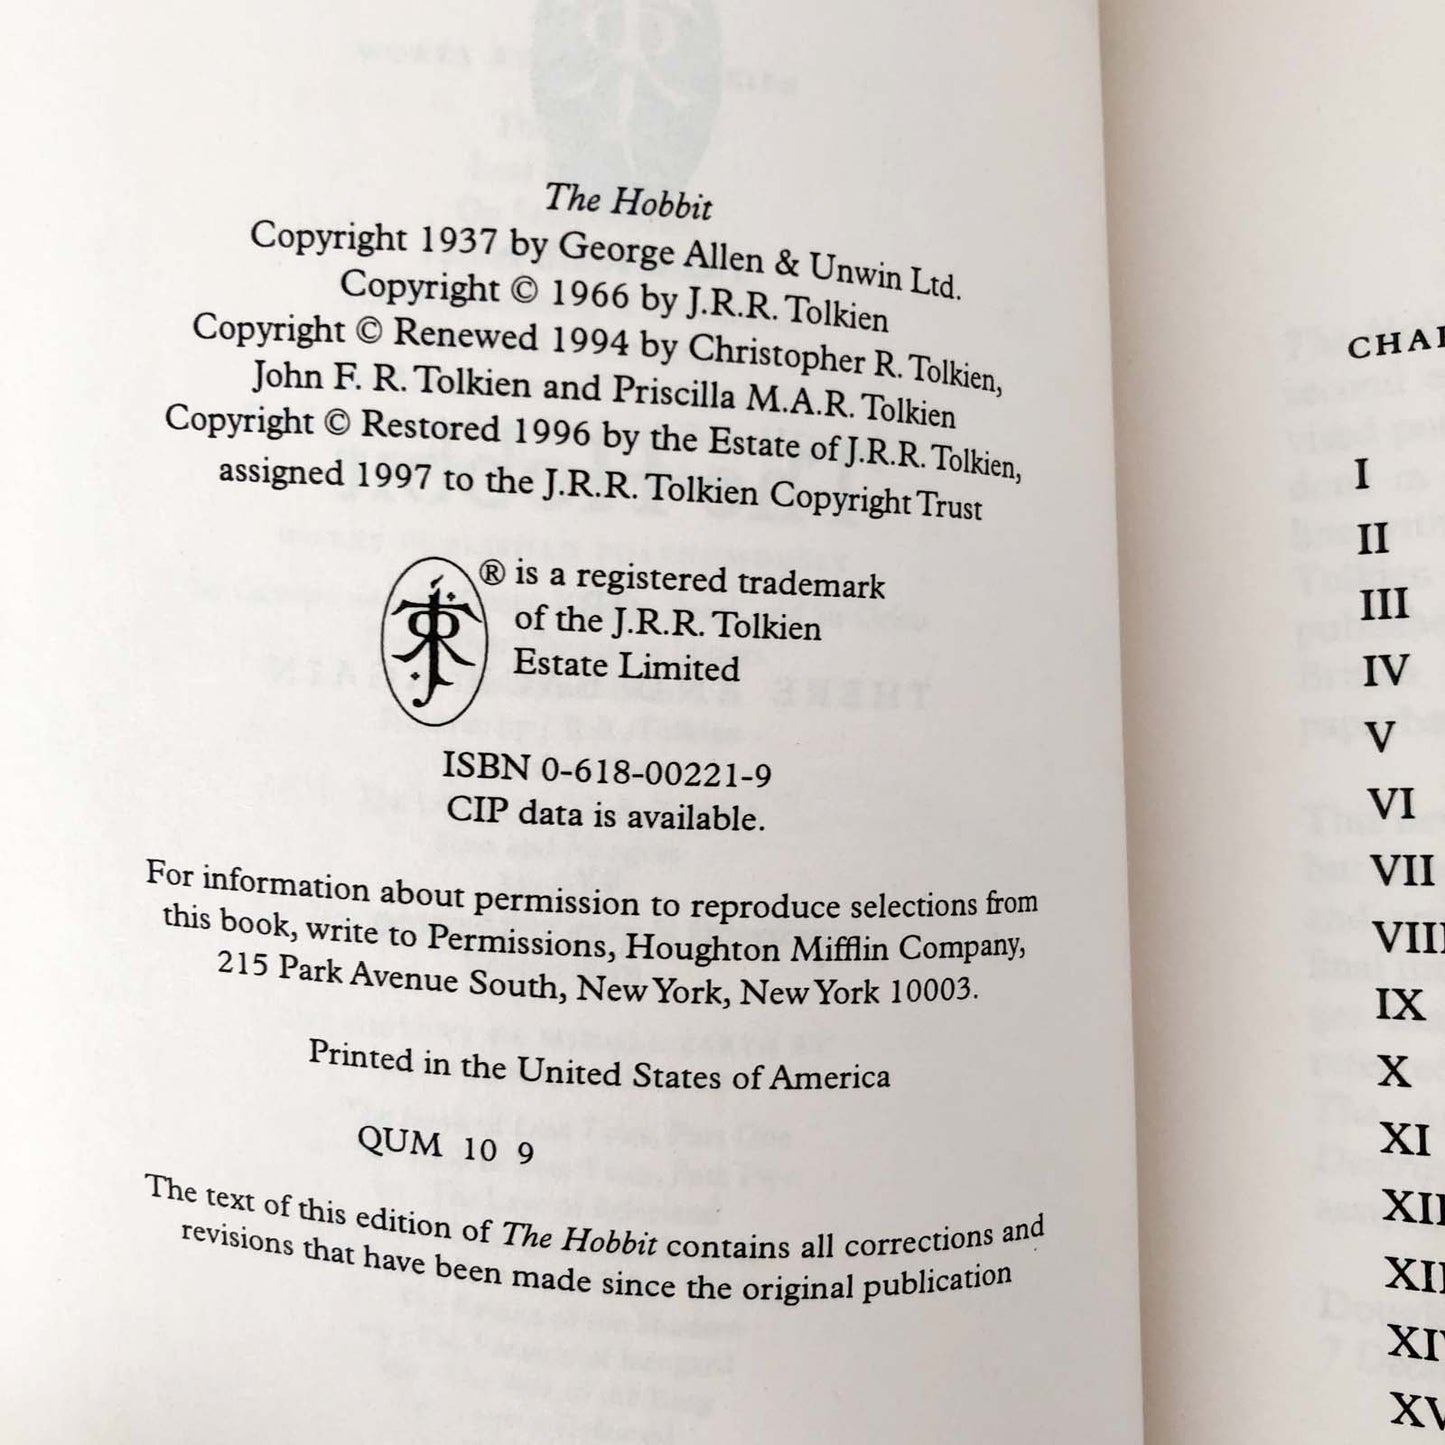 The Hobbit
Copyright 1937 by George Allen & Unwin Ltd.
Copyright © 1966 by J.R.R. Tolkien
Copyright © Renewed 1994 by Christopher R. Tolkien,
John F. R. Tolkien and Priscilla M.A.R. Tolkien
Copyright © Restored 1996 by the Estate of J.R.R. Tolkien,
assigned 1997 to the J.R.R. Tolkien Copyright Trust
® is a registered trademark
of the J.R.R. Tolkien
Estate Limited
ISBN 0-618-00221-9
CIP data is available.
For information about permission to reproduce selections from
this book, write to Permissions, Houghton Mifflin Company,
215 Park Avenue South, New York, New York 10003.
Printed in the United States of America
QUM 10 9
The text of this edition of The Hobbit contains all corrections and
revisions that have been made since the original publication
I
II
III
IV
V
VI
VII
VIII
IX
X
XI